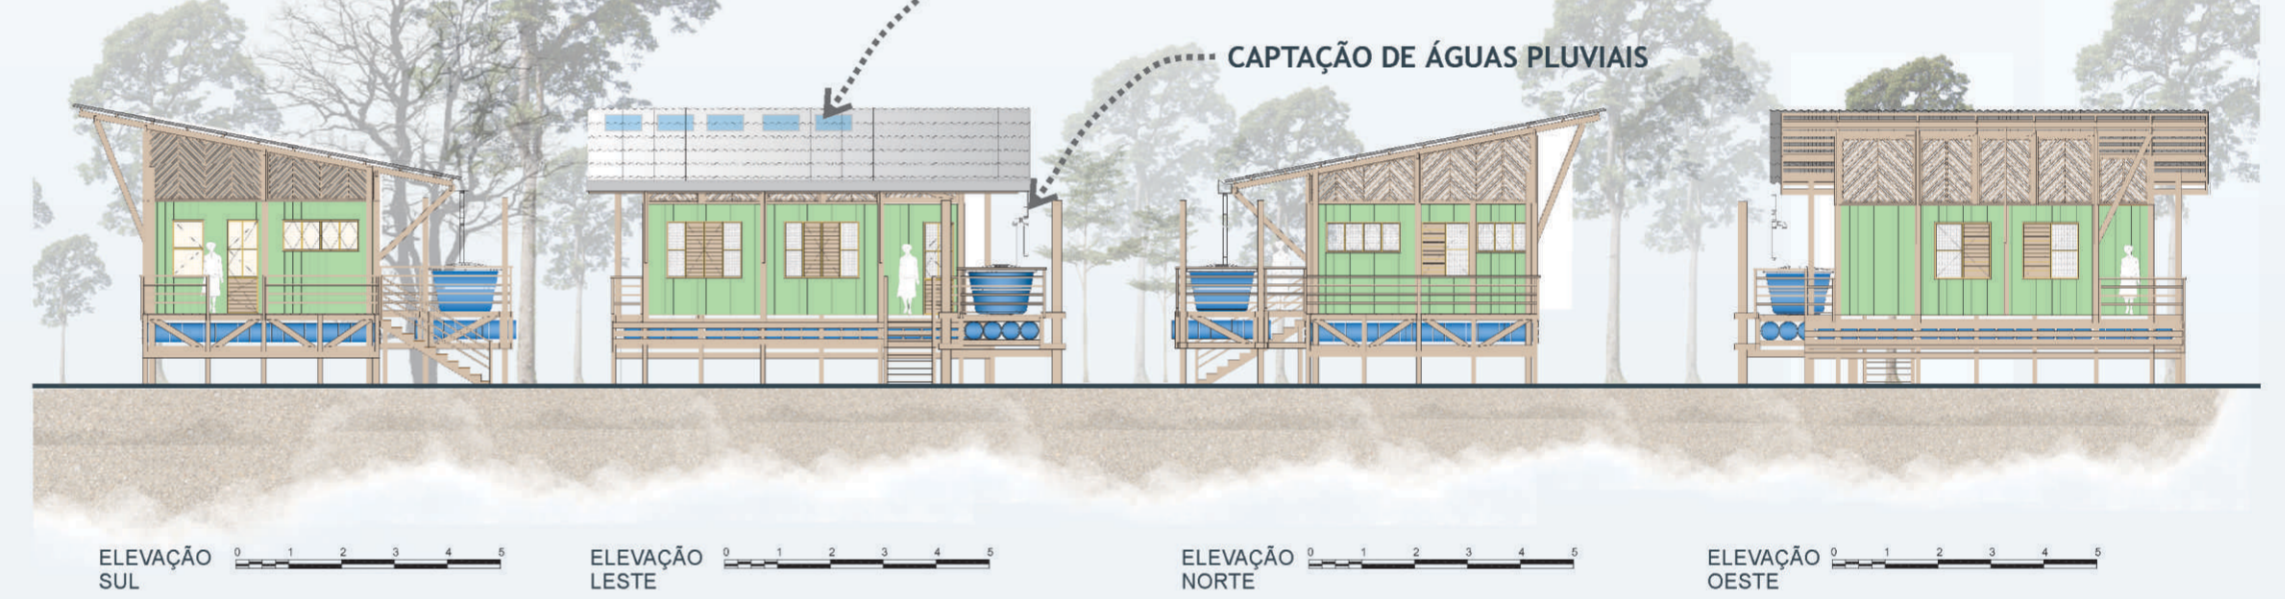 CAPTAÇÃO DE ÁGUAS PLUVIAIS
ELEVAÇÃO
SUL
0 1 2 3 4 5
ELEVAÇÃO
LESTE
0 1 2 3 4 5
ELEVAÇÃO
NORTE
0 1 2 3 4 5
ELEVAÇÃO
OESTE
0 1 2 3 4 5